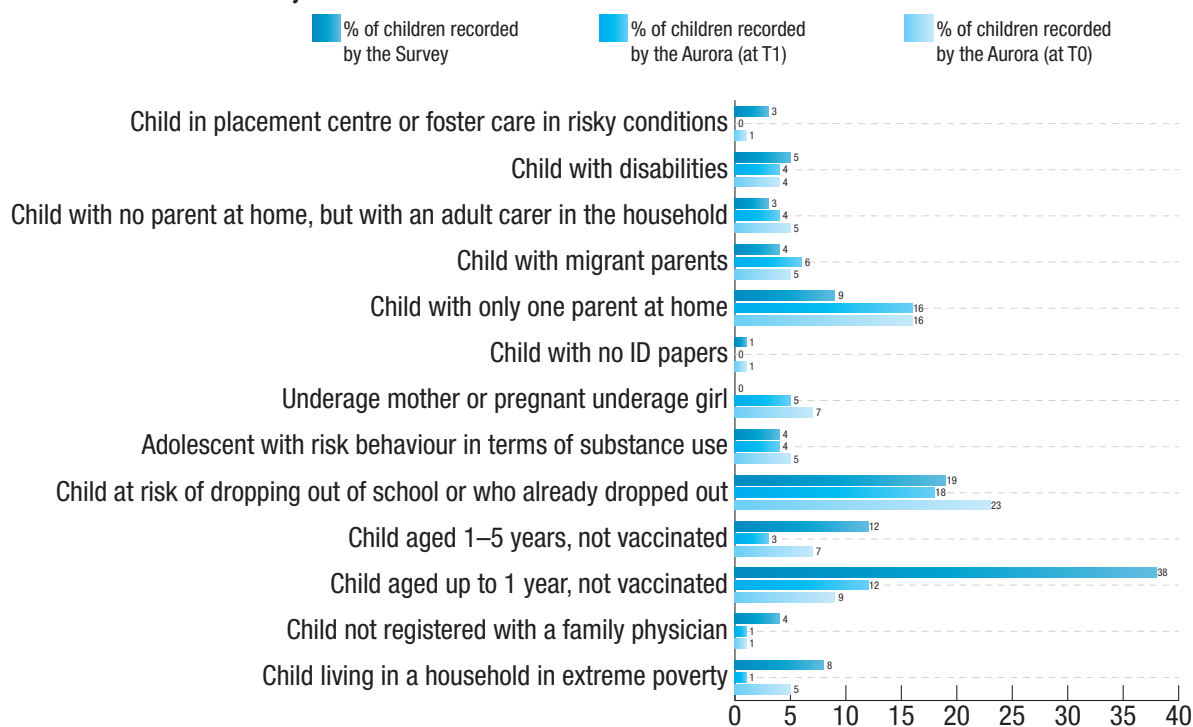 % of children recorded
by the Survey
% of children recorded
by the Aurora (at T1)
% of children recorded
by the Aurora (at T0)
Child in placement centre or foster care in risky conditions
3
0
1
Child with disabilities
5
4
4
Child with no parent at home, but with an adult carer in the household
3
4
5
Child with migrant parents
4
6
5
Child with only one parent at home
9
16
16
Child with no ID papers
1
0
1
Underage mother or pregnant underage girl
0
5
7
Adolescent with risk behaviour in terms of substance use
4
4
5
Child at risk of dropping out of school or who already dropped out
19
18
23
Child aged 1–5 years, not vaccinated
12
3
7
Child aged up to 1 year, not vaccinated
38
12
9
Child not registered with a family physician
4
1
1
Child living in a household in extreme poverty
8
1
5
0 5 10 15 20 25 30 35 40